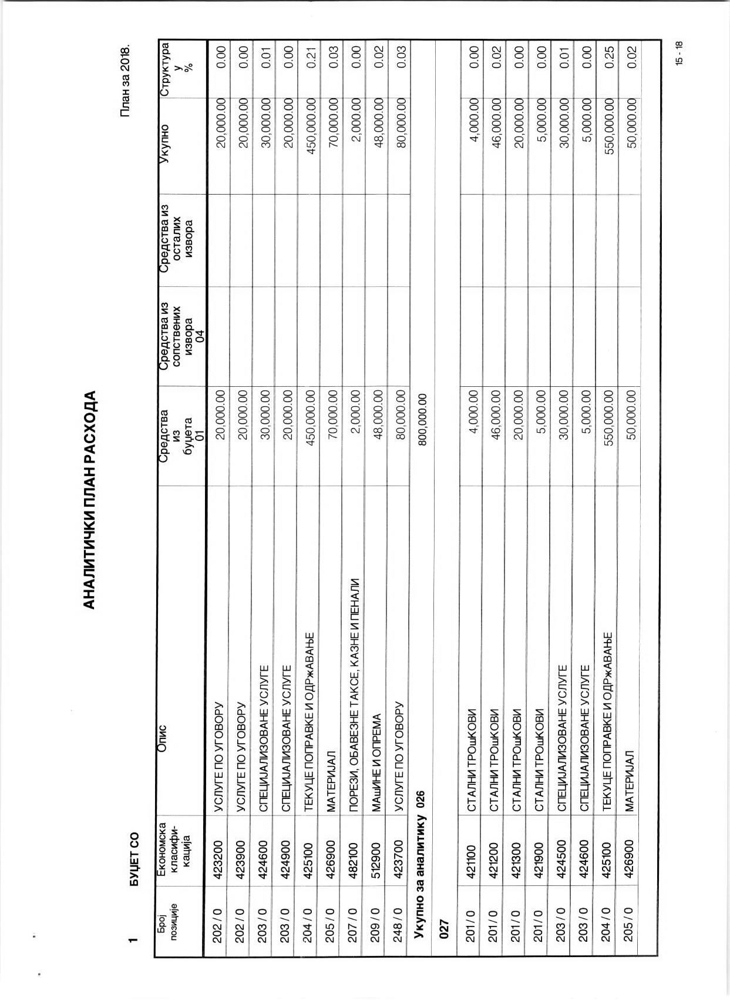 АНАЛИТИЧКИ ПЛАН РАСХОДА
План за 2018.
1 БУЏЕТ СО
Број позиције Економска класифи-кација Опис Средства из буџета 01 Средства из сопствених извора 04 Средства из осталих извора Укупно Структура у %
202 / 0 423200 УСЛУГЕ ПО УГОВОРУ 20,000.00 20,000.00 0.00
202 / 0 423900 УСЛУГЕ ПО УГОВОРУ 20,000.00 20,000.00 0.00
203 / 0 424600 СПЕЦИЈАЛИЗОВАНЕ УСЛУГЕ 30,000.00 30,000.00 0.01
203 / 0 424900 СПЕЦИЈАЛИЗОВАНЕ УСЛУГЕ 20,000.00 20,000.00 0.00
204 / 0 425100 ТЕКУЦЕ ПОПРАВКЕ И ОДРжАВАЊЕ 450,000.00 450,000.00 0.21
205 / 0 426900 МАТЕРИЈАЛ 70,000.00 70,000.00 0.03
207 / 0 482100 ПОРЕЗИ, ОБАВЕЗНЕ ТАКСЕ, КАЗНЕ И ПЕНАЛИ 2,000.00 2,000.00 0.00
209 / 0 512900 МАшИНЕ И ОПРЕМА 48,000.00 48,000.00 0.02
248 / 0 423700 УСЛУГЕ ПО УГОВОРУ 80,000.00 80,000.00 0.03
Укупно за аналитику 026 800,000.00
027
201 / 0 421100 СТАЛНИ ТРОшКОВИ 4,000.00 4,000.00 0.00
201 / 0 421200 СТАЛНИ ТРОшКОВИ 46,000.00 46,000.00 0.02
201 / 0 421300 СТАЛНИ ТРОшКОВИ 20,000.00 20,000.00 0.00
201 / 0 421900 СТАЛНИ ТРОшКОВИ 5,000.00 5,000.00 0.00
203 / 0 424500 СПЕЦИЈАЛИЗОВАНЕ УСЛУГЕ 30,000.00 30,000.00 0.01
203 / 0 424600 СПЕЦИЈАЛИЗОВАНЕ УСЛУГЕ 5,000.00 5,000.00 0.00
204 / 0 425100 ТЕКУЦЕ ПОПРАВКЕ И ОДРжАВАЊЕ 550,000.00 550,000.00 0.25
205 / 0 426900 МАТЕРИЈАЛ 50,000.00 50,000.00 0.02
15 - 18